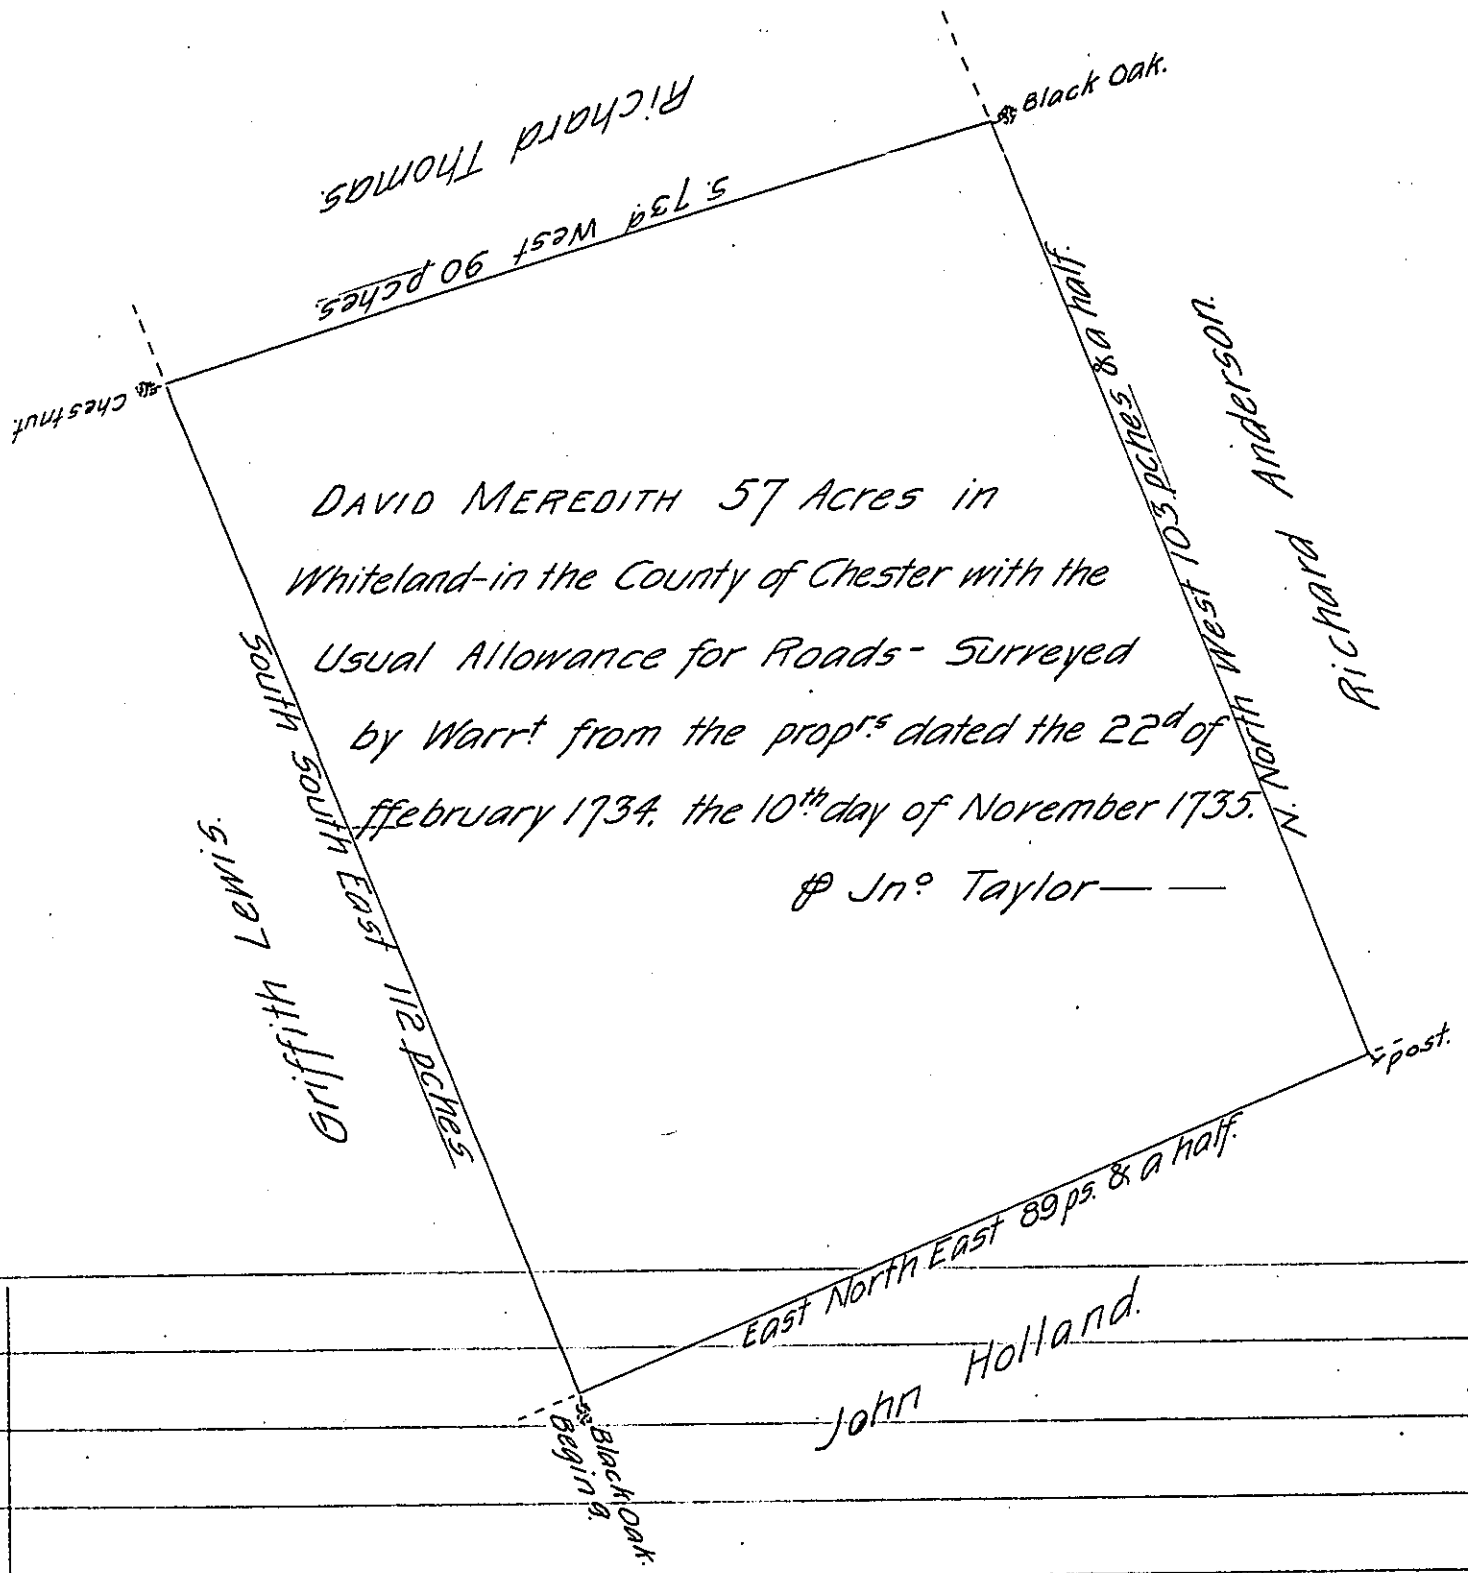 Richard Thomas.
Black Oak.
S. 73d West 90 pches.
Chestnut.
N. North West 103 pches & a half.
Richard Anderson.
DAVID MEREDITH 57 Acres in
Whiteland-in the County of Chester with the
Usual Allowance for Roads- Surveyed
by Warrt from the proprs dated the 22d of
ffebruary 1734. the 10th day of November 1735.
⅌ Jno Taylor— —
South South East 112 pches
Griffith Lewis.
post.
East North East 89 ps. & a half.
John Holland.
Black Oak.
Begining.